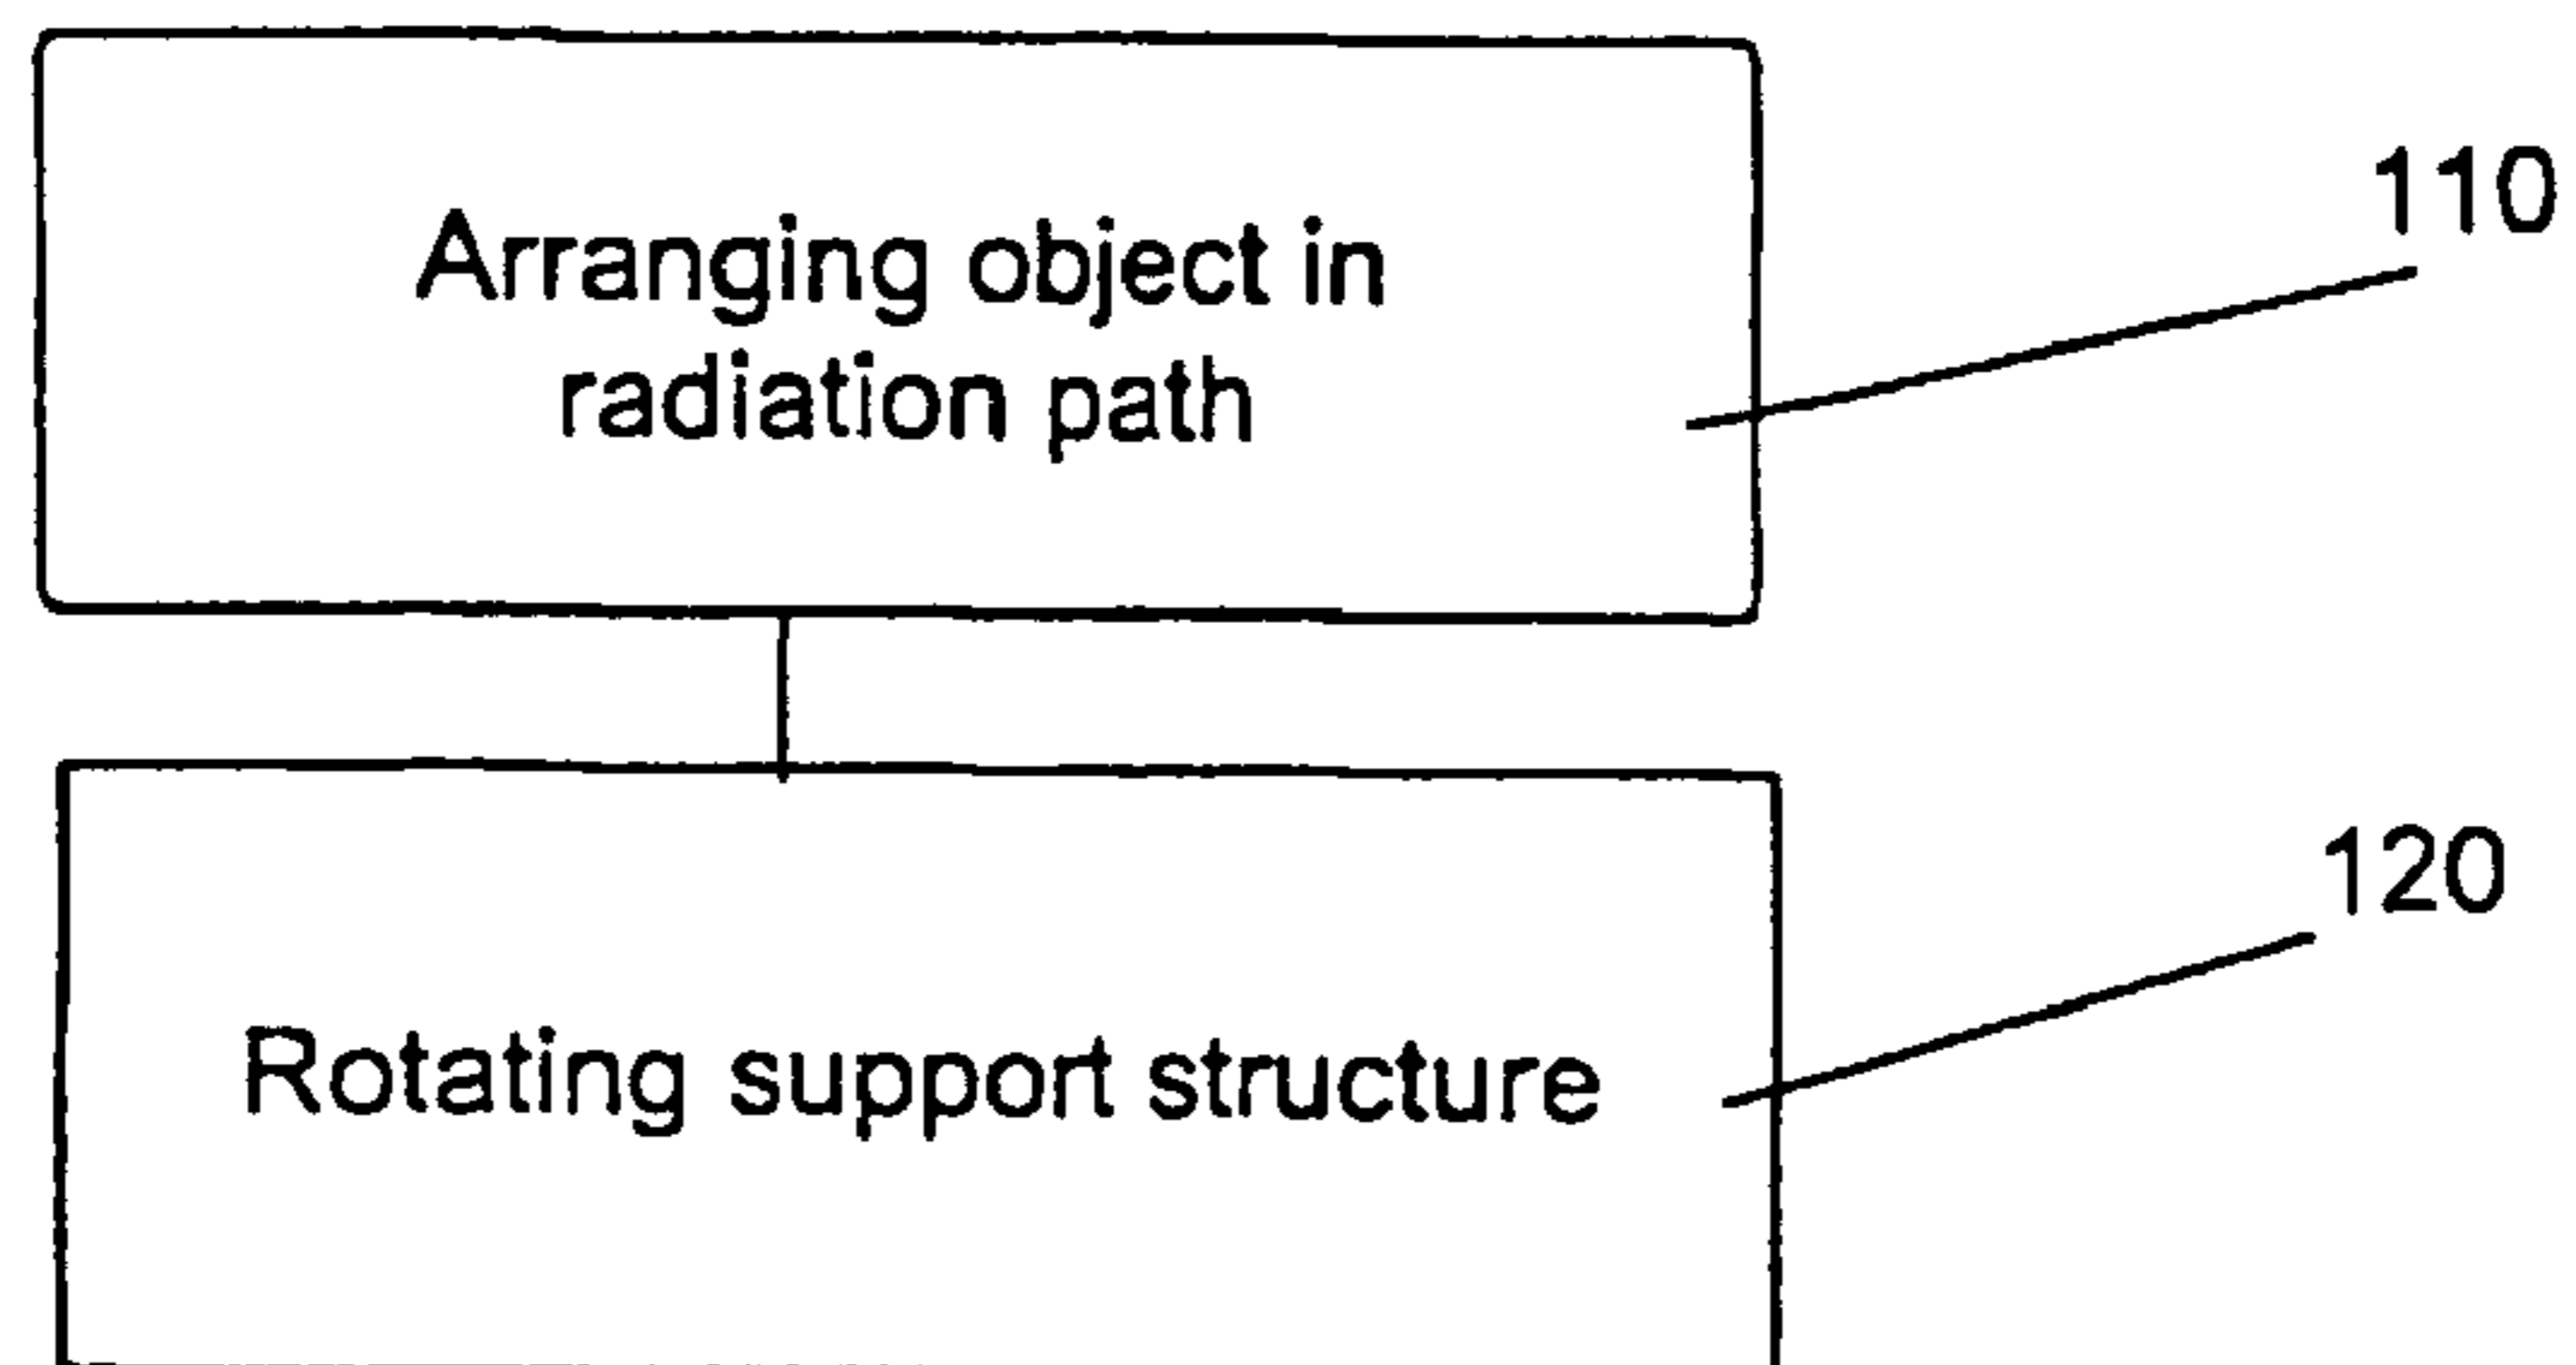 Arranging object in
radiation path
110
Rotating support structure
120